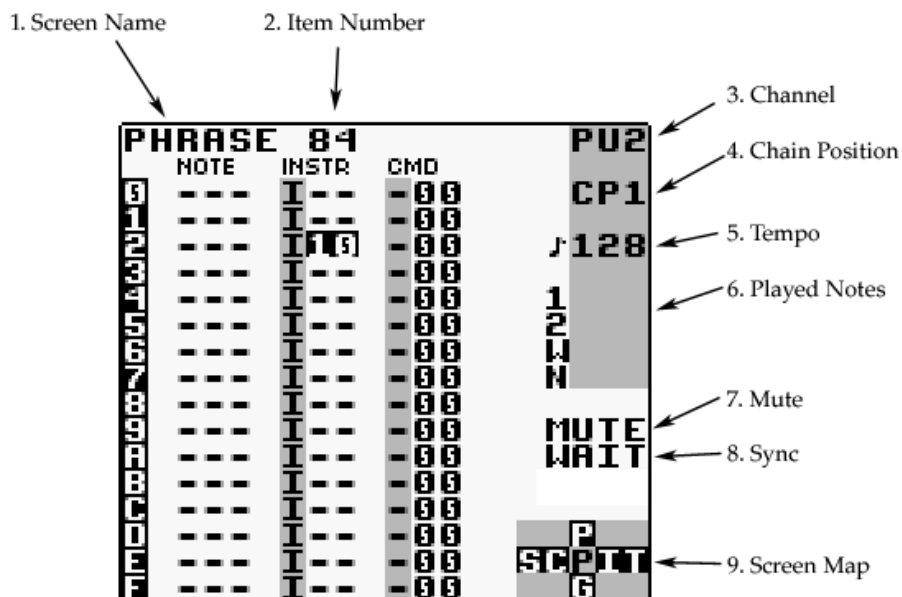 1. Screen Name
2. Item Number
3. Channel
PHRASE 84
PU2
4. Chain Position
NOTE INSTR CMD
0 --- I-- -00
CP1
1 --- I-- -00
5. Tempo
2 --- I10 -00
♪128
3 --- I-- -00
6. Played Notes
4 --- I-- -00
1
5 --- I-- -00
2
6 --- I-- -00
W
7 --- I-- -00
N
8 --- I-- -00
7. Mute
9 --- I-- -00
MUTE
A --- I-- -00
WAIT
8. Sync
B --- I-- -00
C --- I-- -00
D --- I-- -00
P
E --- I-- -00
SCPIT
9. Screen Map
F --- I-- -00
G